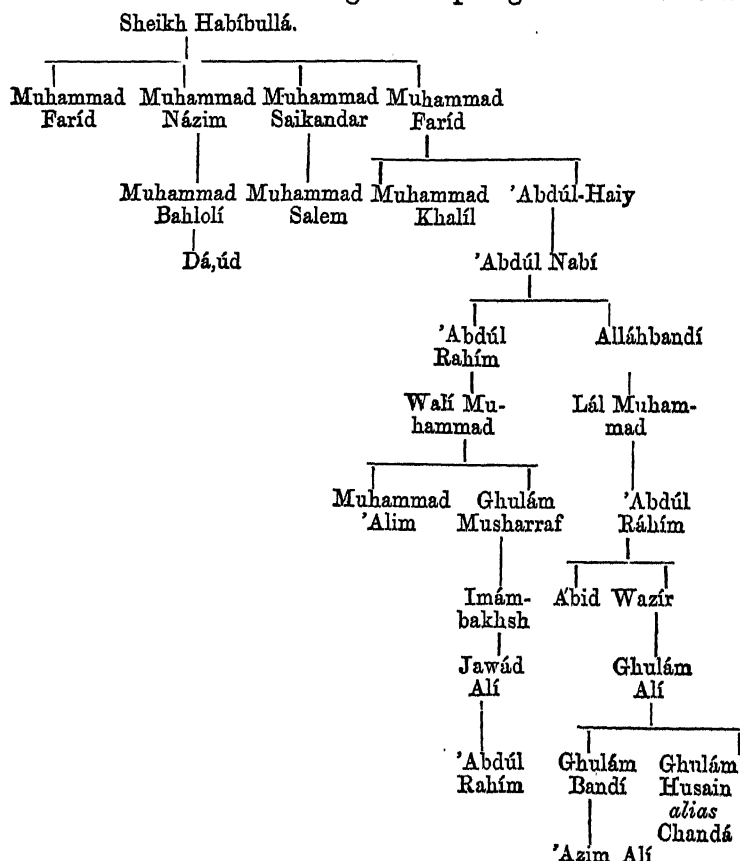 Sheikh Habíbullá.
Muhammad Muhammad Muhammad Muhammad
Faríd Názim Saikandar Faríd
Muhammad Muhammad Muhammad 'Abdúl-Haiy
Bahlolí Salem Khalíl
Dá,úd 'Abdúl Nabí
'Abdúl Alláhbandí
Rahím
Walí Mu- Lál Muham-
hammad mad
Muhammad Ghulám 'Abdúl
'Alim Musharraf Ráhím
Imám- Ábid Wazír
bakhsh
Jawád Ghulám
Alí Alí
'Abdúl Ghulám Ghulám
Rahím Bandí Husain
alias
Chandá
'Azim Alí